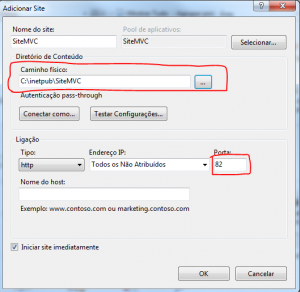 Adicionar Site
Nome do site: Pool de aplicativos:
SiteMVC SiteMVC Selecionar...
Diretório de Conteúdo
Caminho físico:
C:\inetpub\SiteMVC ...
Autenticação pass-through
Conectar como... Testar Configurações...
Ligação
Tipo: Endereço IP: Porta:
http Todos os Não Atribuídos 82
Nome do host:
Exemplo: www.contoso.com ou marketing.contoso.com
Iniciar site imediatamente
OK Cancelar